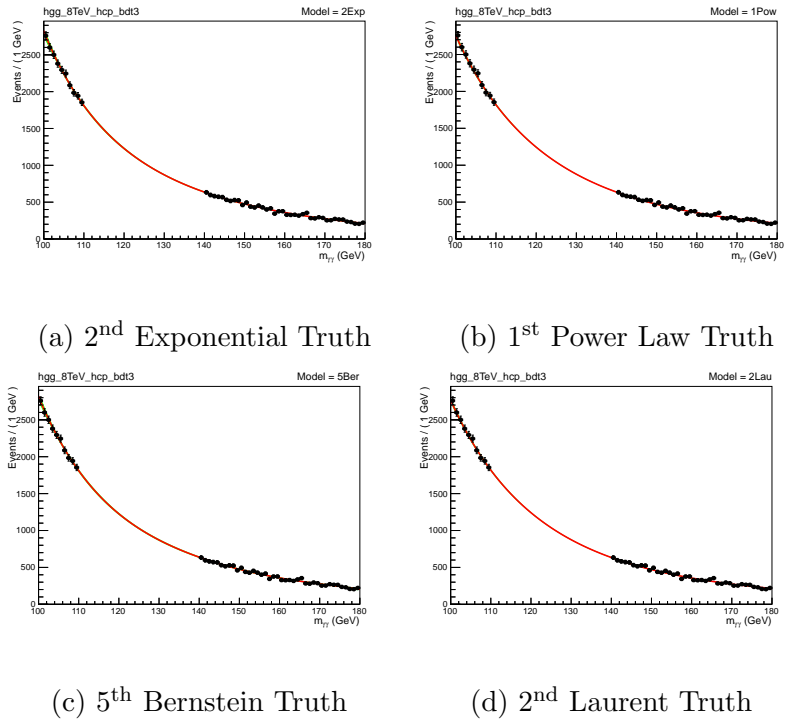 hgg_8TeV_hcp_bdt3 Model = 2Exp
Events / ( 1 GeV )
2500
2000
1500
1000
500
0
100 110 120 130 140 150 160 170 180
mγγ (GeV)
hgg_8TeV_hcp_bdt3 Model = 1Pow
Events / ( 1 GeV )
2500
2000
1500
1000
500
0
100 110 120 130 140 150 160 170 180
mγγ (GeV)
(a) 2nd Exponential Truth
(b) 1st Power Law Truth
hgg_8TeV_hcp_bdt3 Model = 5Ber
Events / ( 1 GeV )
2500
2000
1500
1000
500
0
100 110 120 130 140 150 160 170 180
mγγ (GeV)
hgg_8TeV_hcp_bdt3 Model = 2Lau
Events / ( 1 GeV )
2500
2000
1500
1000
500
0
100 110 120 130 140 150 160 170 180
mγγ (GeV)
(c) 5th Bernstein Truth
(d) 2nd Laurent Truth